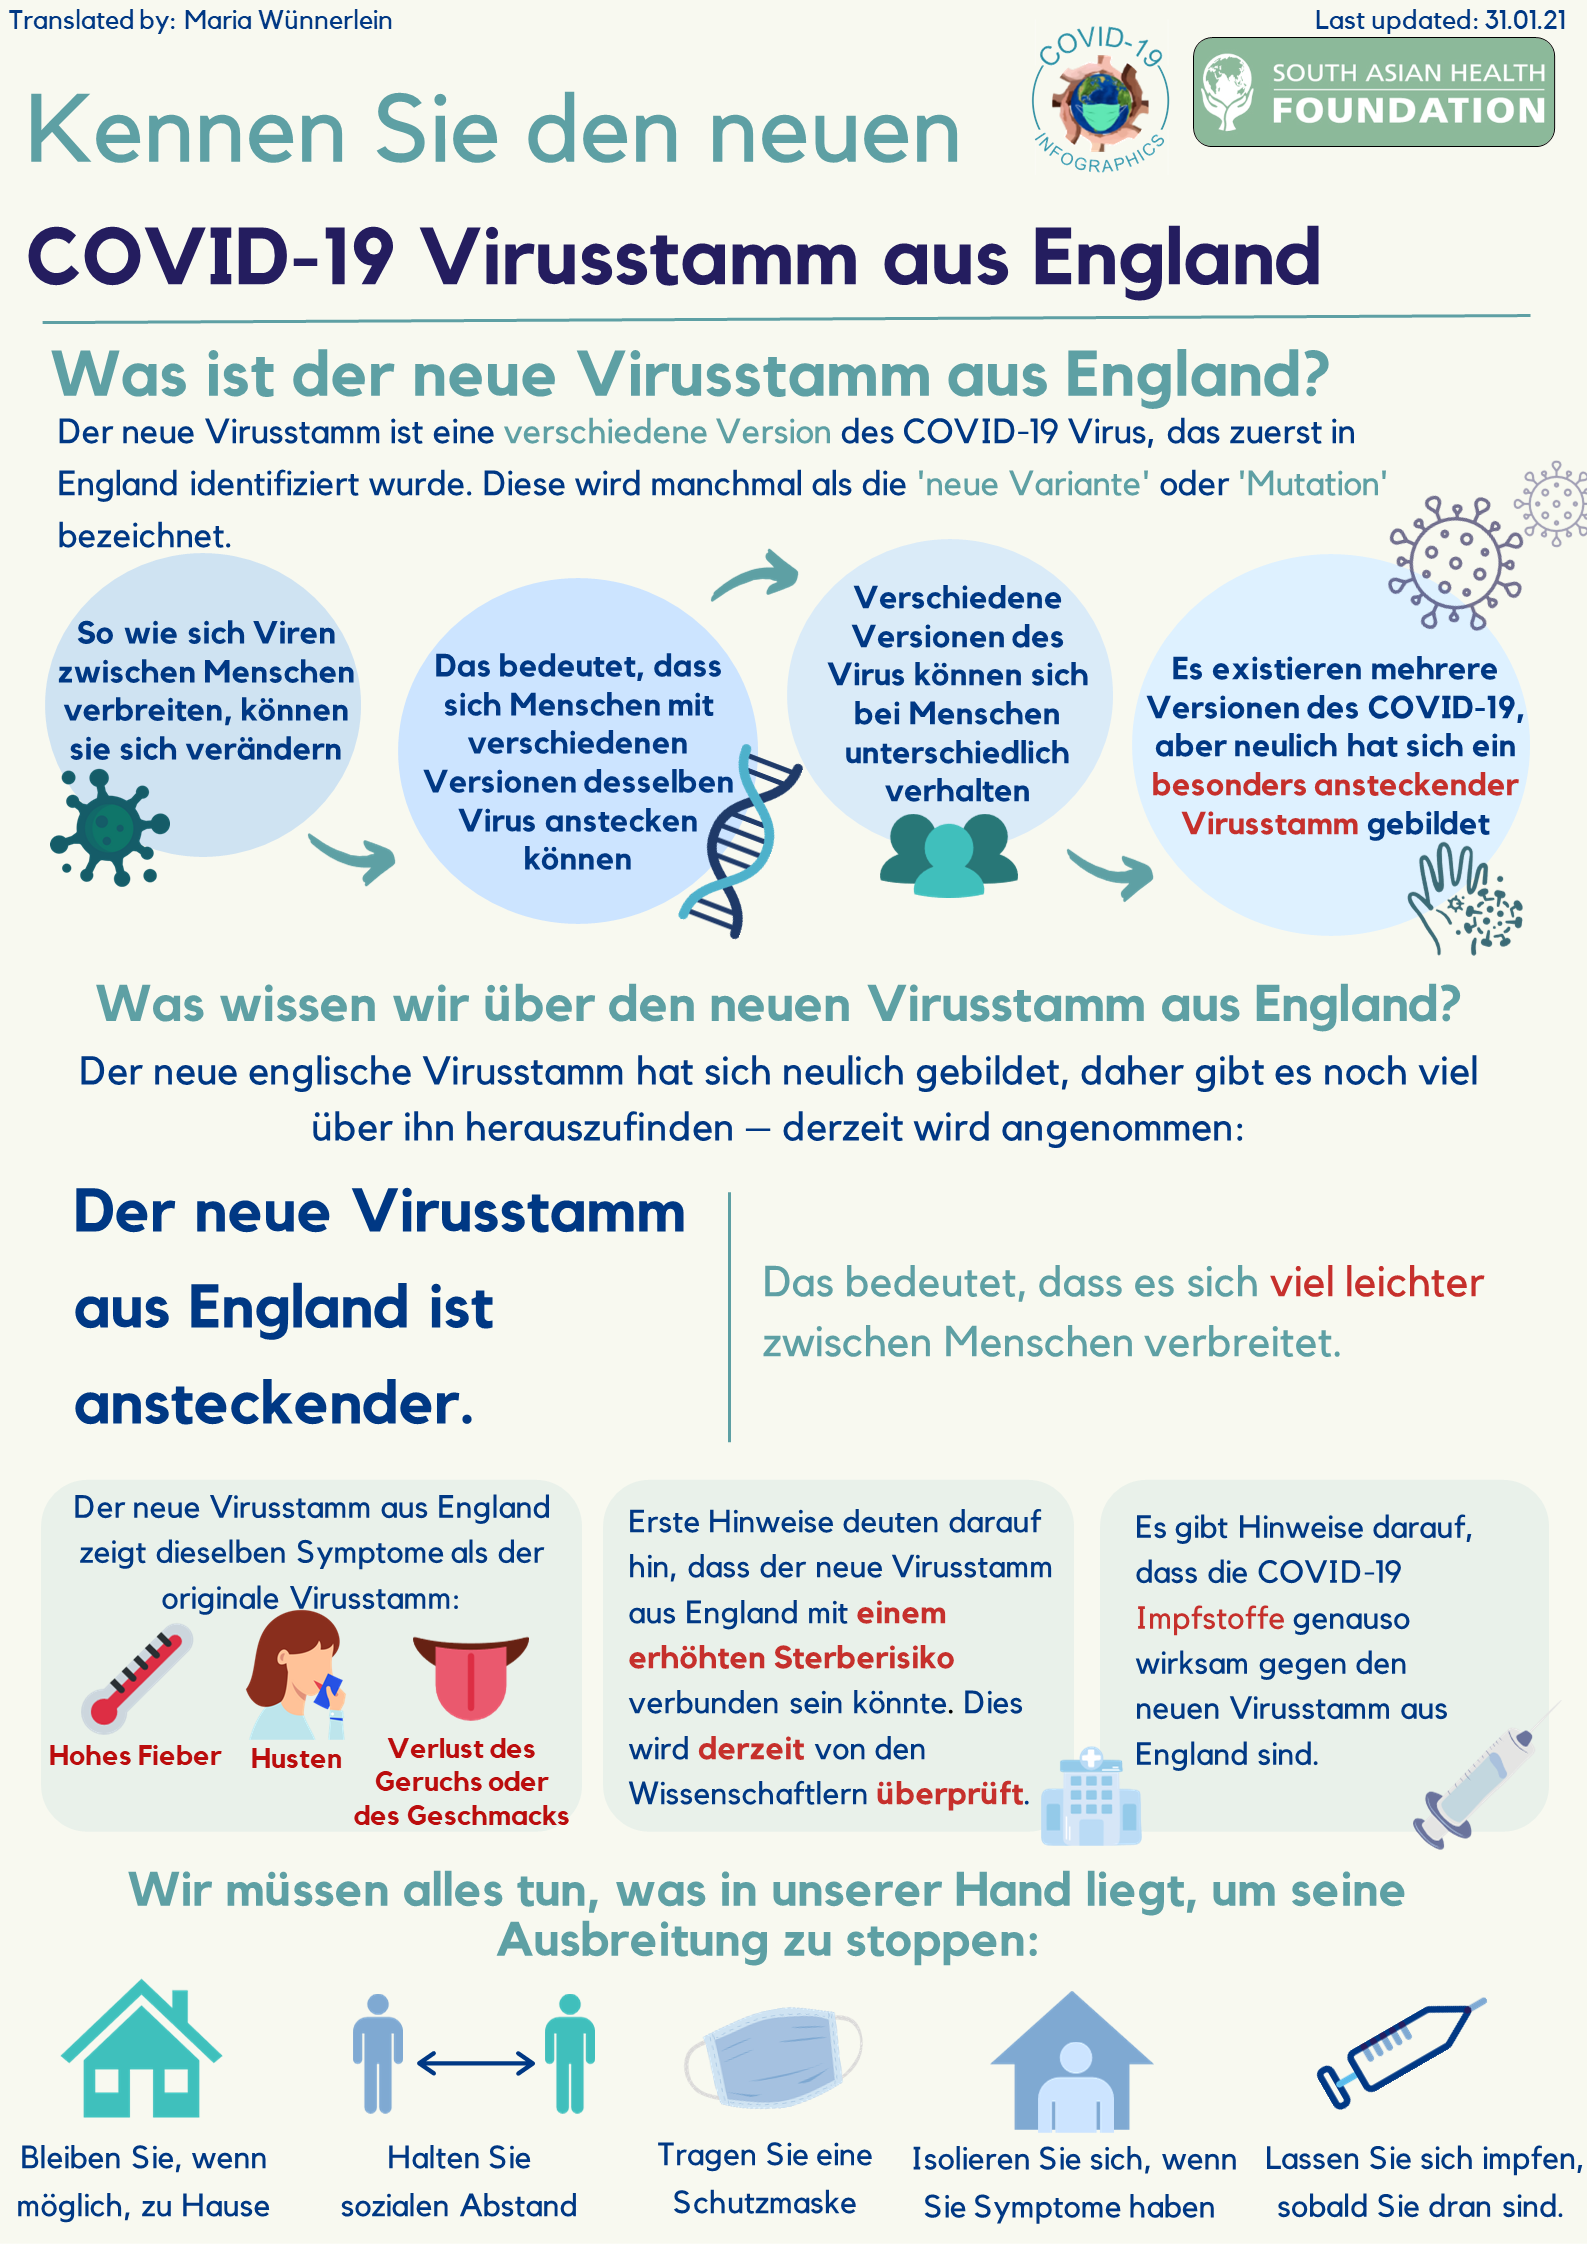 Translated by: Maria Wünnerlein
Last updated: 31.01.21
COVID-19
INFOGRAPHICS
SOUTH ASIAN HEALTH
FOUNDATION
Kennen Sie den neuen
COVID-19 Virusstamm aus England
Was ist der neue Virusstamm aus England?
Der neue Virusstamm ist eine verschiedene Version des COVID-19 Virus, das zuerst in
England identifiziert wurde. Diese wird manchmal als die 'neue Variante' oder 'Mutation'
bezeichnet.
So wie sich Viren
zwischen Menschen
verbreiten, können
sie sich verändern
Das bedeutet, dass
sich Menschen mit
verschiedenen
Versionen desselben
Virus anstecken
können
Verschiedene
Versionen des
Virus können sich
bei Menschen
unterschiedlich
verhalten
Es existieren mehrere
Versionen des COVID-19,
aber neulich hat sich ein
besonders ansteckender
Virusstamm gebildet
Was wissen wir über den neuen Virusstamm aus England?
Der neue englische Virusstamm hat sich neulich gebildet, daher gibt es noch viel
über ihn herauszufinden – derzeit wird angenommen:
Der neue Virusstamm
aus England ist
ansteckender.
Das bedeutet, dass es sich viel leichter
zwischen Menschen verbreitet.
Der neue Virusstamm aus England
zeigt dieselben Symptome als der
originale Virusstamm:
Hohes Fieber
Husten
Verlust des
Geruchs oder
des Geschmacks
Erste Hinweise deuten darauf
hin, dass der neue Virusstamm
aus England mit einem
erhöhten Sterberisiko
verbunden sein könnte. Dies
wird derzeit von den
Wissenschaftlern überprüft.
Es gibt Hinweise darauf,
dass die COVID-19
Impfstoffe genauso
wirksam gegen den
neuen Virusstamm aus
England sind.
Wir müssen alles tun, was in unserer Hand liegt, um seine
Ausbreitung zu stoppen:
Bleiben Sie, wenn
möglich, zu Hause
Halten Sie
sozialen Abstand
Tragen Sie eine
Schutzmaske
Isolieren Sie sich, wenn
Sie Symptome haben
Lassen Sie sich impfen,
sobald Sie dran sind.